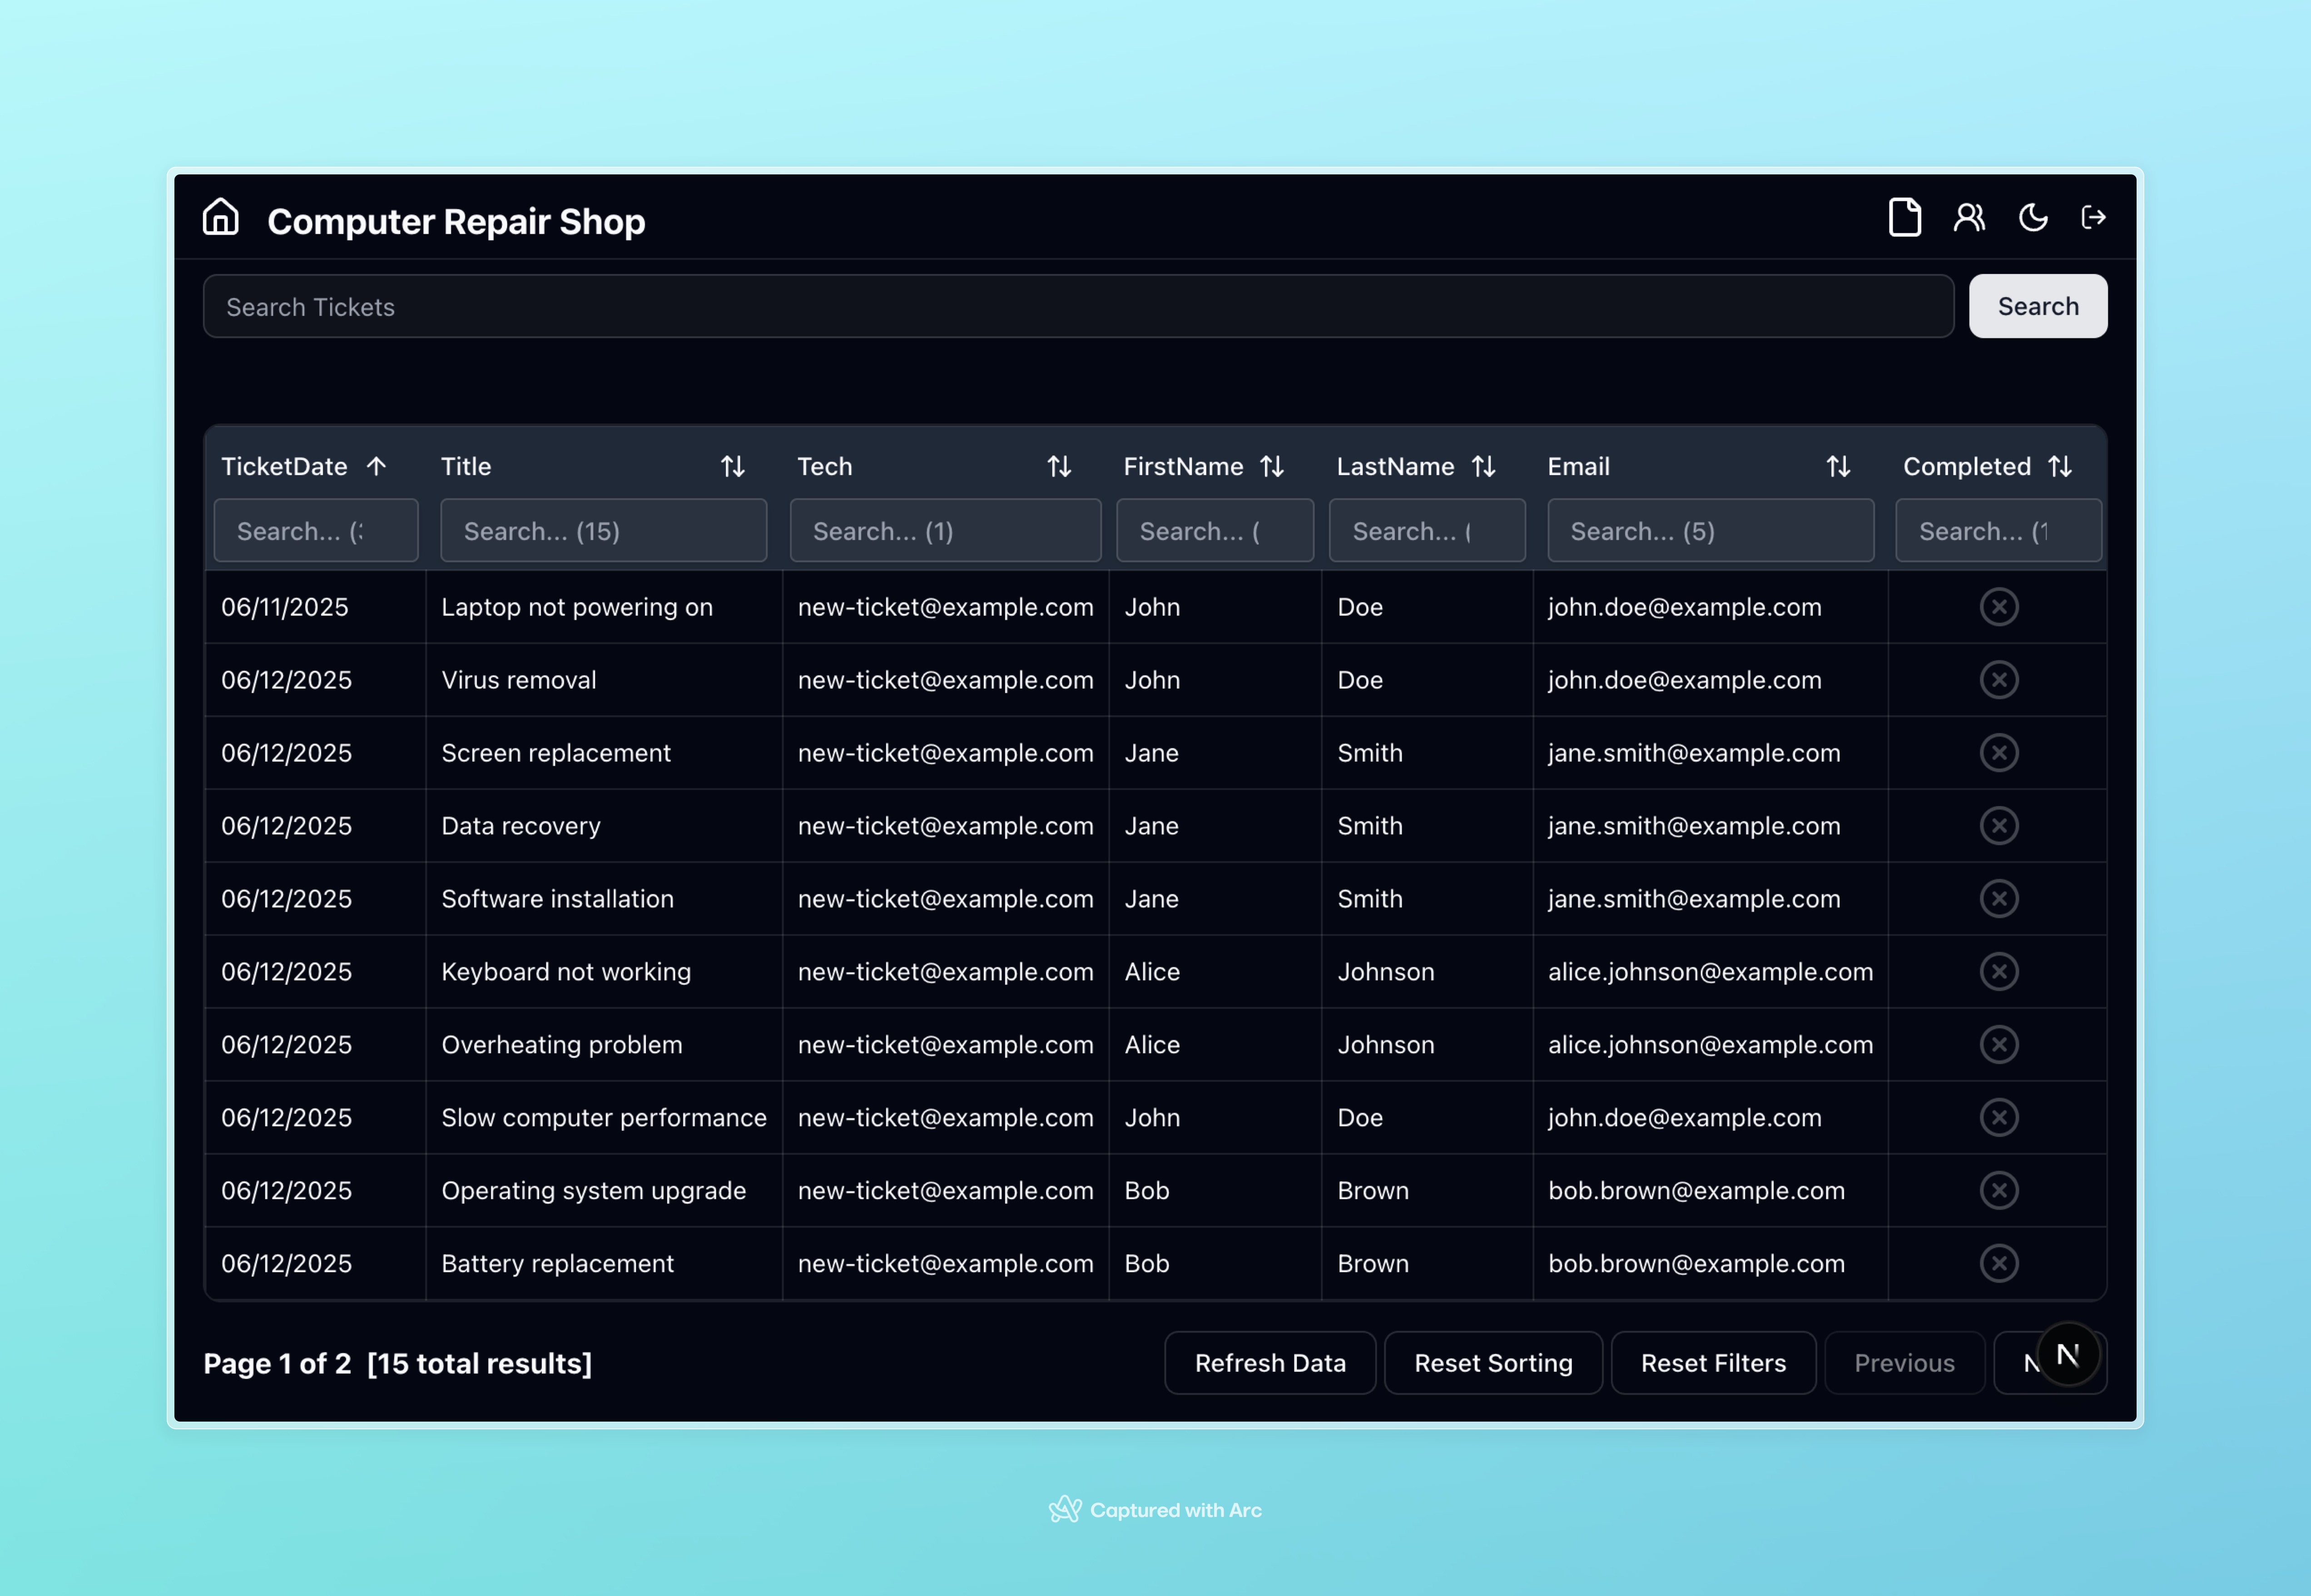 Computer Repair Shop
Search Tickets Search
TicketDate Title Tech FirstName LastName Email Completed
Search... ( Search... (15) Search... (1) Search... ( Search... ( Search... (5) Search... (1
06/11/2025 Laptop not powering on new-ticket@example.com John Doe john.doe@example.com
06/12/2025 Virus removal new-ticket@example.com John Doe john.doe@example.com
06/12/2025 Screen replacement new-ticket@example.com Jane Smith jane.smith@example.com
06/12/2025 Data recovery new-ticket@example.com Jane Smith jane.smith@example.com
06/12/2025 Software installation new-ticket@example.com Jane Smith jane.smith@example.com
06/12/2025 Keyboard not working new-ticket@example.com Alice Johnson alice.johnson@example.com
06/12/2025 Overheating problem new-ticket@example.com Alice Johnson alice.johnson@example.com
06/12/2025 Slow computer performance new-ticket@example.com John Doe john.doe@example.com
06/12/2025 Operating system upgrade new-ticket@example.com Bob Brown bob.brown@example.com
06/12/2025 Battery replacement new-ticket@example.com Bob Brown bob.brown@example.com
Page 1 of 2 [15 total results] Refresh Data Reset Sorting Reset Filters Previous N
Captured with Arc